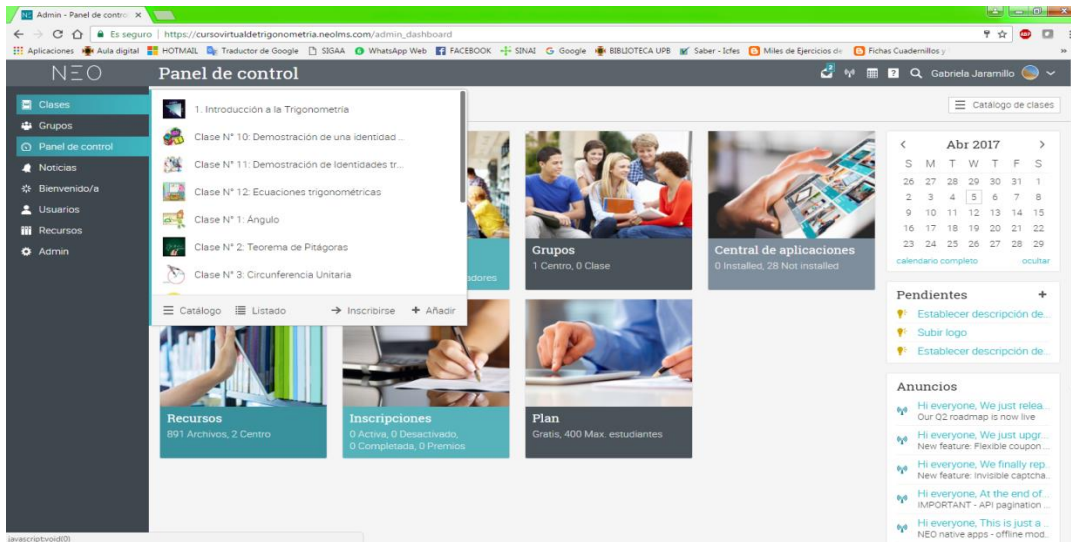 Admin - Panel de contro
Es seguro | https://cursovirtualdetrigonometria.neolms.com/admin_dashboard
Aplicaciones Aula digital HOTMAIL Traductor de Google SIGAA WhatsApp Web FACEBOOK SINAI Google BIBLIOTECA UPB Saber - Icfes Miles de Ejercicios de Fichas Cuadernillos y
NEO Panel de control Gabriela Jaramillo
Clases
Grupos
Panel de control
Noticias
Bienvenido/a
Usuarios
Recursos
Admin
1. Introducción a la Trigonometría
Clase N° 10: Demostración de una identidad ...
Clase N° 11: Demostración de Identidades tr...
Clase N° 12: Ecuaciones trigonométricas
Clase N° 1: Ángulo
Clase N° 2: Teorema de Pitágoras
Clase N° 3: Circunferencia Unitaria
Catálogo Listado Inscribirse Añadir
adores
Grupos
1 Centro, 0 Clase
Central de aplicaciones
0 Installed, 28 Not installed
Recursos
891 Archivos, 2 Centro
Inscripciones
0 Activa, 0 Desactivado,
0 Completada, 0 Premios
Plan
Gratis, 400 Max. estudiantes
Catálogo de clases
< Abr 2017 >
S M T W T F S
26 27 28 29 30 31 1
2 3 4 5 6 7 8
9 10 11 12 13 14 15
16 17 18 19 20 21 22
23 24 25 26 27 28 29
calendario completo ocultar
Pendientes +
Establecer descripción de...
Subir logo
Establecer descripción de...
Anuncios
Hi everyone, We just relea...
Our Q2 roadmap is now live
Hi everyone, We just upgr...
New feature: Flexible coupon ...
Hi everyone, We finally rep...
New feature: Invisible captcha...
Hi everyone, At the end of...
IMPORTANT - API pagination ...
Hi everyone, This is just a ...
NEO native apps - offline mod...
javascript:void(0)